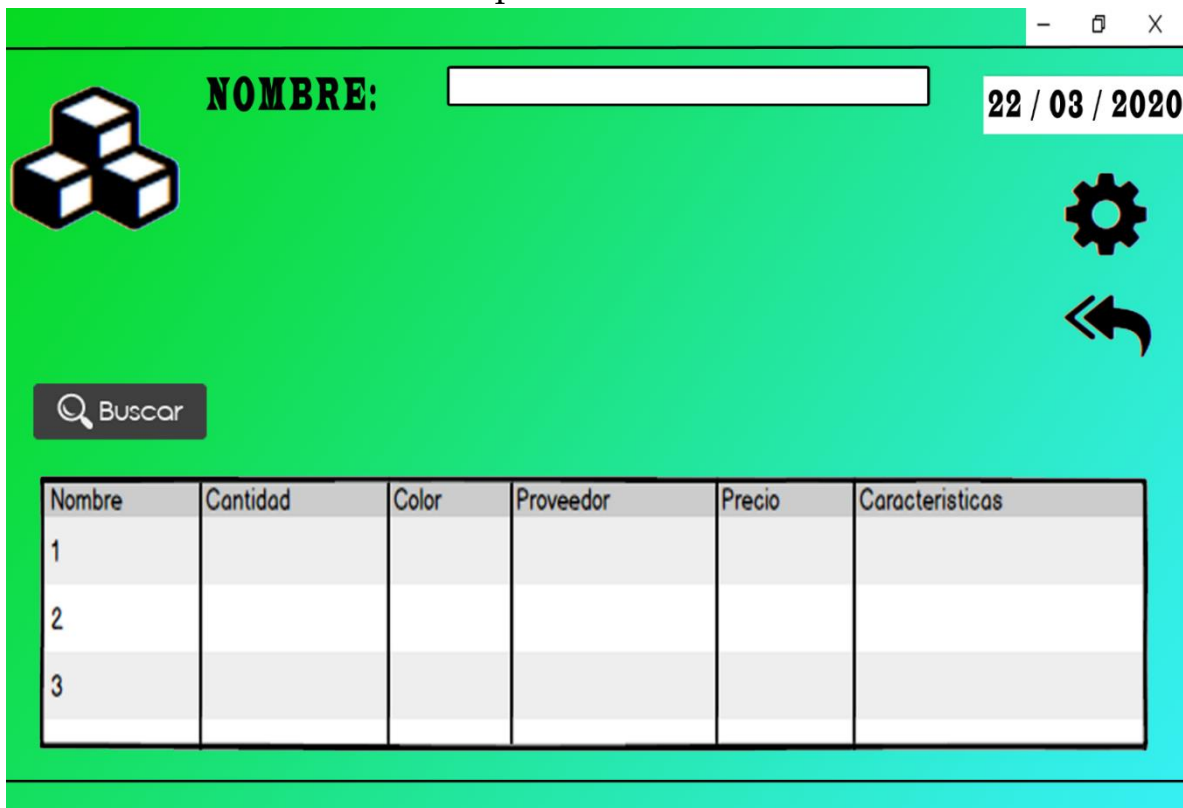 NOMBRE:
22 / 03 / 2020
Buscar
Nombre Cantidad Color Proveedor Precio Caracteristicas
1
2
3